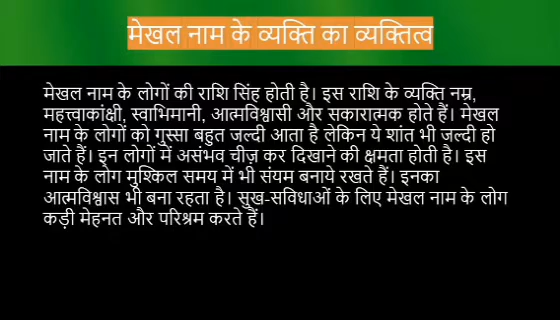 मेखल नाम के व्यक्ति का व्यक्तित्व
मेखल नाम के लोगों की राशि सिंह होती है। इस राशि के व्यक्ति नम्र,
महत्त्वाकांक्षी, स्वाभिमानी, आत्मविश्वासी और सकारात्मक होते हैं। मेखल
नाम के लोगों को गुस्सा बहुत जल्दी आता है लेकिन ये शांत भी जल्दी हो
जाते हैं। इन लोगों में असंभव चीज़ कर दिखाने की क्षमता होती है। इस
नाम के लोग मुश्किल समय में भी संयम बनाये रखते हैं। इनका
आत्मविश्वास भी बना रहता है। सुख-सविधाओं के लिए मेखल नाम के लोग
कड़ी मेहनत और परिश्रम करते हैं।